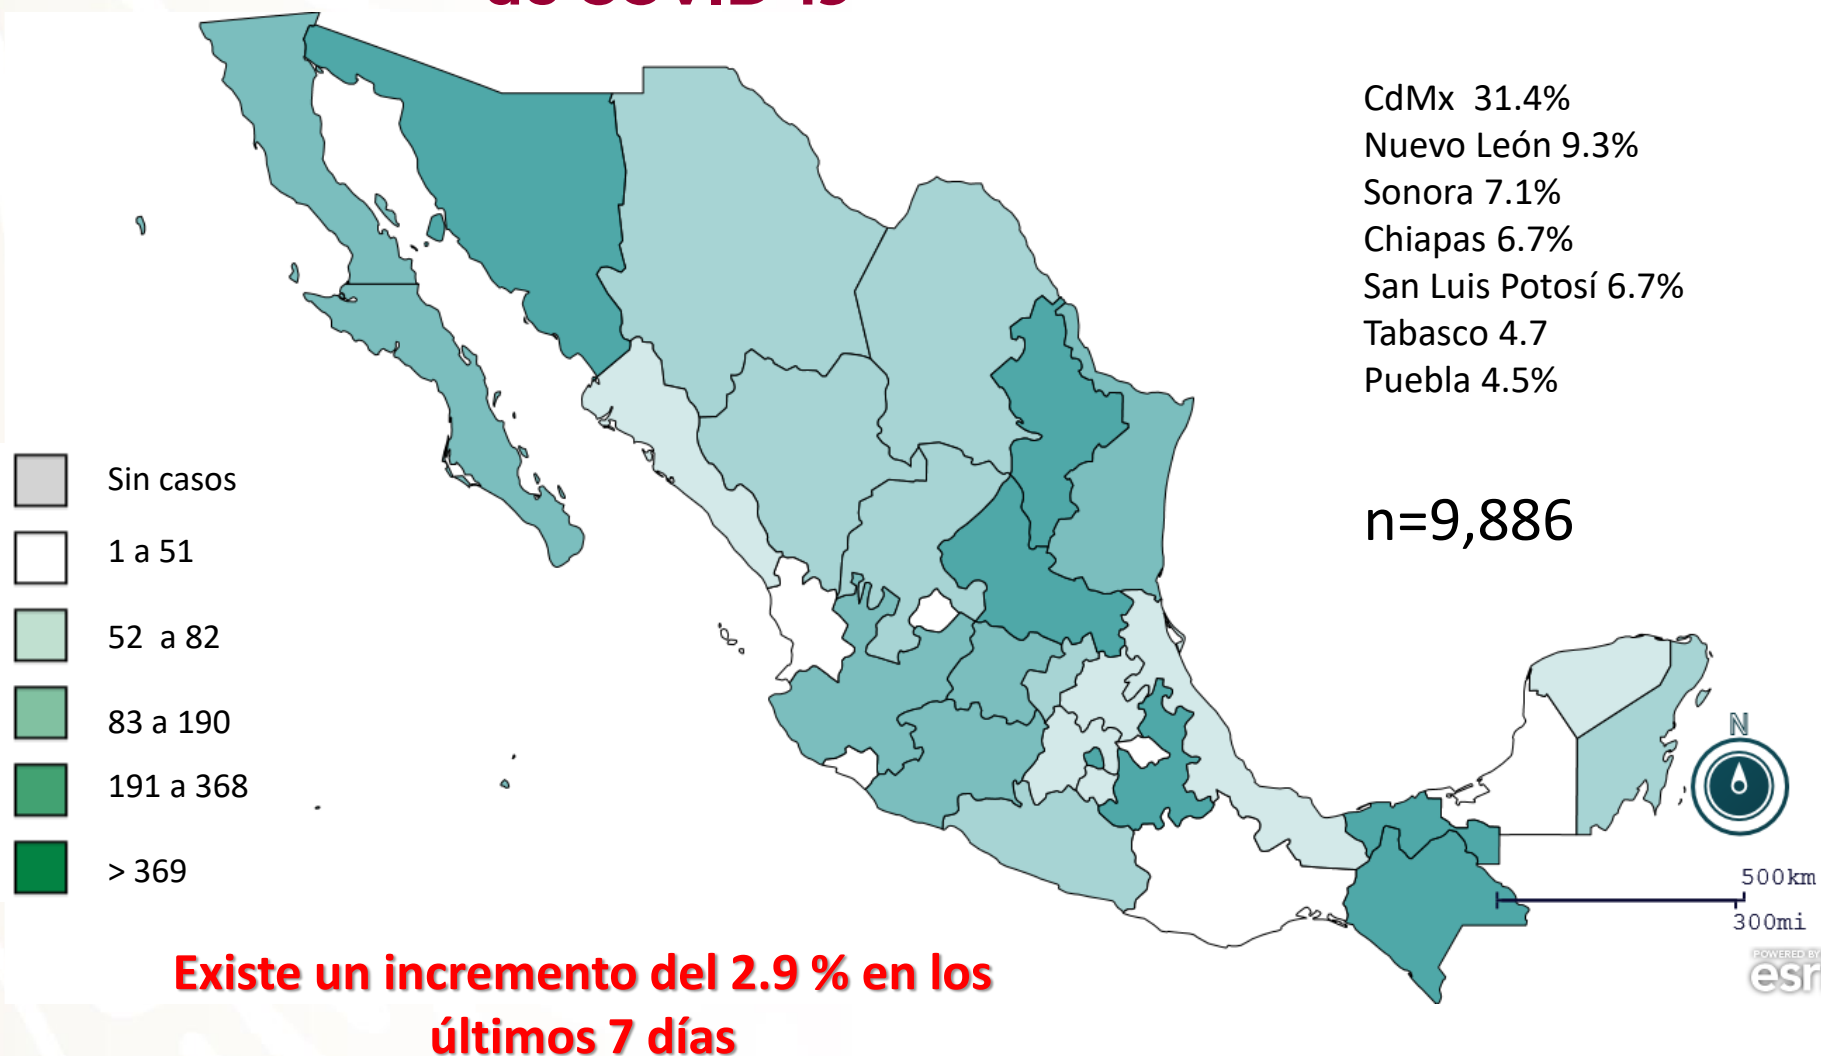 CdMx 31.4%
Nuevo León 9.3%
Sonora 7.1%
Chiapas 6.7%
San Luis Potosí 6.7%
Tabasco 4.7
Puebla 4.5%
Sin casos
1 a 51
52 a 82
83 a 190
191 a 368
> 369
n=9,886
N
500km
300mi
POWERED BY
Existe un incremento del 2.9 % en los
últimos 7 días